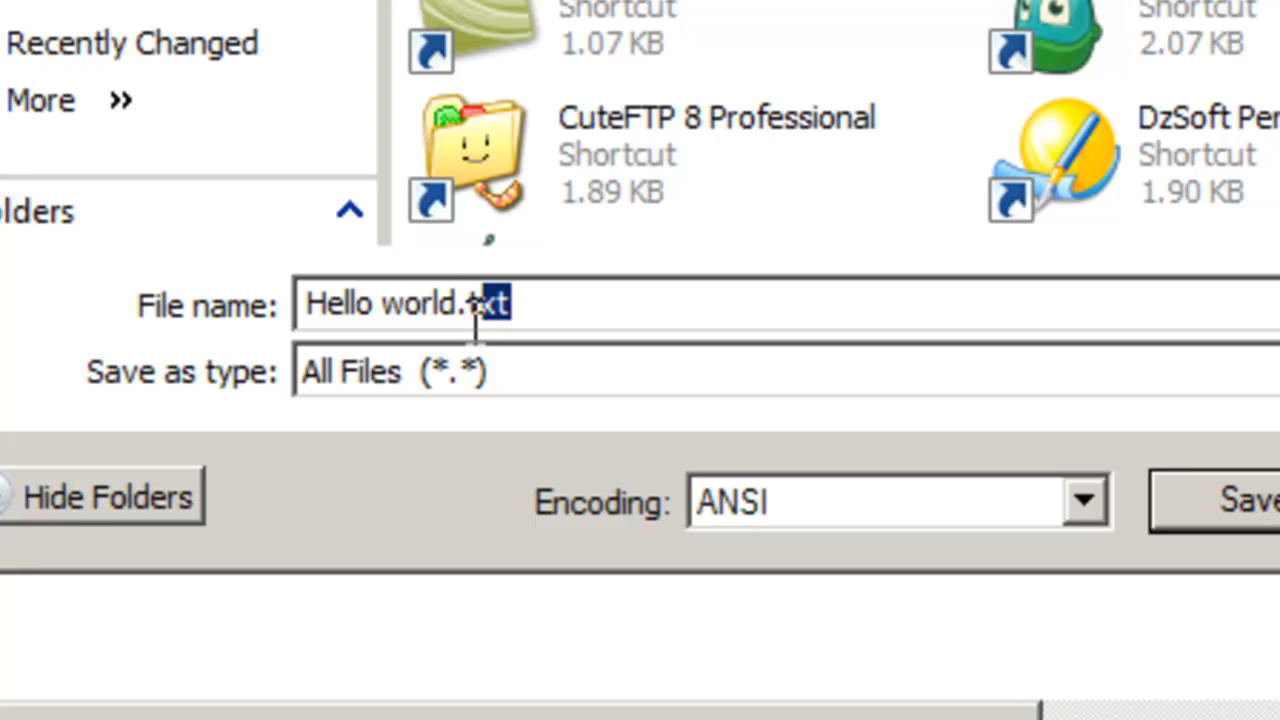 Shortcut
1.07 KB
Shortcut
2.07 KB
Recently Changed
More »
CuteFTP 8 Professional
Shortcut
1.89 KB
DzSoft Per
Shortcut
1.90 KB
olders
File name: Hello world.txt
Save as type: All Files (*.*)
Hide Folders
Encoding: ANSI
Save